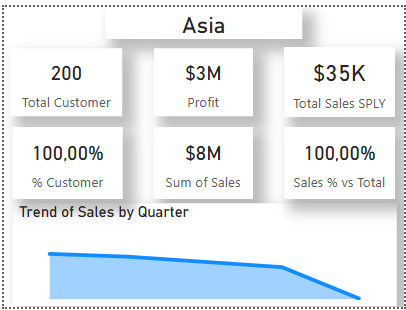 Asia
200 $3M $35K
Total Customer Profit Total Sales SPLY
100,00% $8M 100,00%
% Customer Sum of Sales Sales % vs Total
Trend of Sales by Quarter